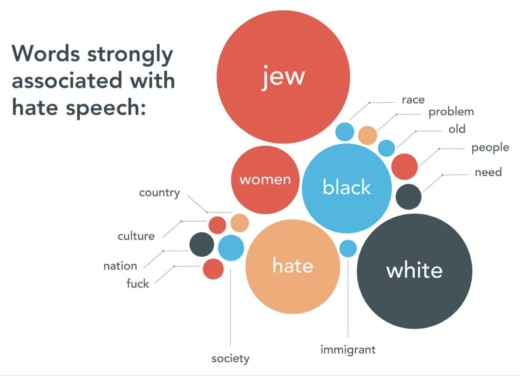 Words strongly
associated with
hate speech:
jew
race
problem
old
people
need
women
black
country
culture
nation
fuck
hate
white
society
immigrant